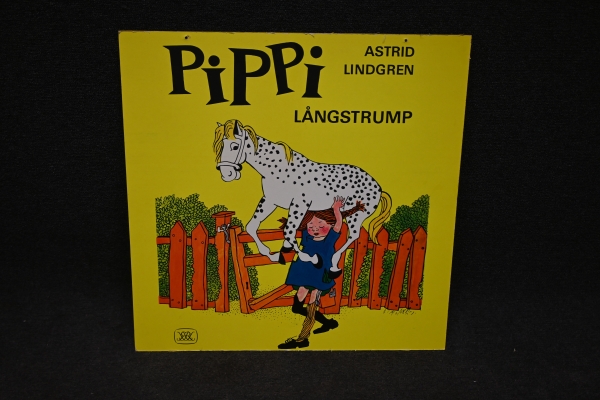 PiPPi
ASTRID
LINDGREN
LÅNGSTRUMP